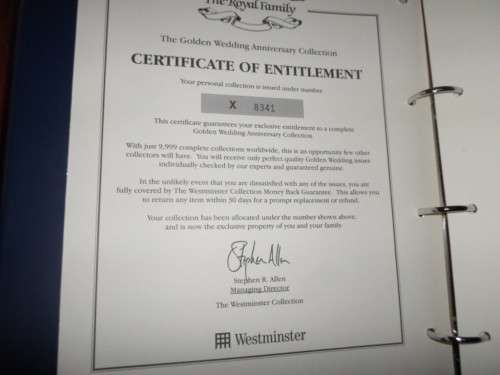 The Royal Family
The Golden Wedding Anniversary Collection
CERTIFICATE OF ENTITLEMENT
Your personal collection is issued under number
X 8341
This certificate guarantees your exclusive entitlement to a complete
Golden Wedding Anniversary Collection.
With just 9,999 complete collections worldwide, this is an opportunity few other
collectors will have. You will receive only perfect quality Golden Wedding issues
individually checked by our experts and guaranteed genuine.
In the unlikely event that you are dissatisfied with any of the issues, you are
fully covered by The Westminster Collection Money Back Guarantee. This allows you
to return any item within 30 days for a prompt replacement or refund.
Your collection has been allocated under the number shown above,
and is now the exclusive property of you and your family.
Stephen Allen
Stephen R. Allen
Managing Director
The Westminster Collection
Westminster